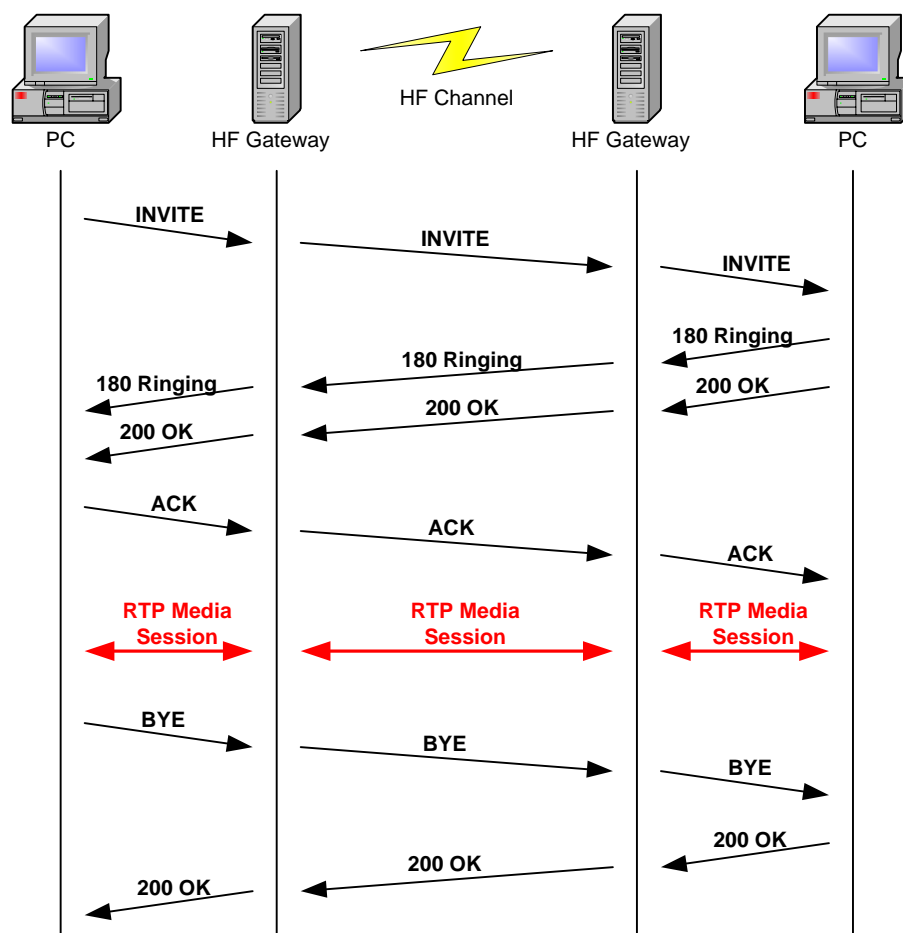 HF Channel
PC
HF Gateway
HF Gateway
PC
INVITE
INVITE
INVITE
180 Ringing
180 Ringing
180 Ringing
200 OK
200 OK
200 OK
ACK
ACK
ACK
RTP Media
Session
RTP Media
Session
RTP Media
Session
BYE
BYE
BYE
200 OK
200 OK
200 OK